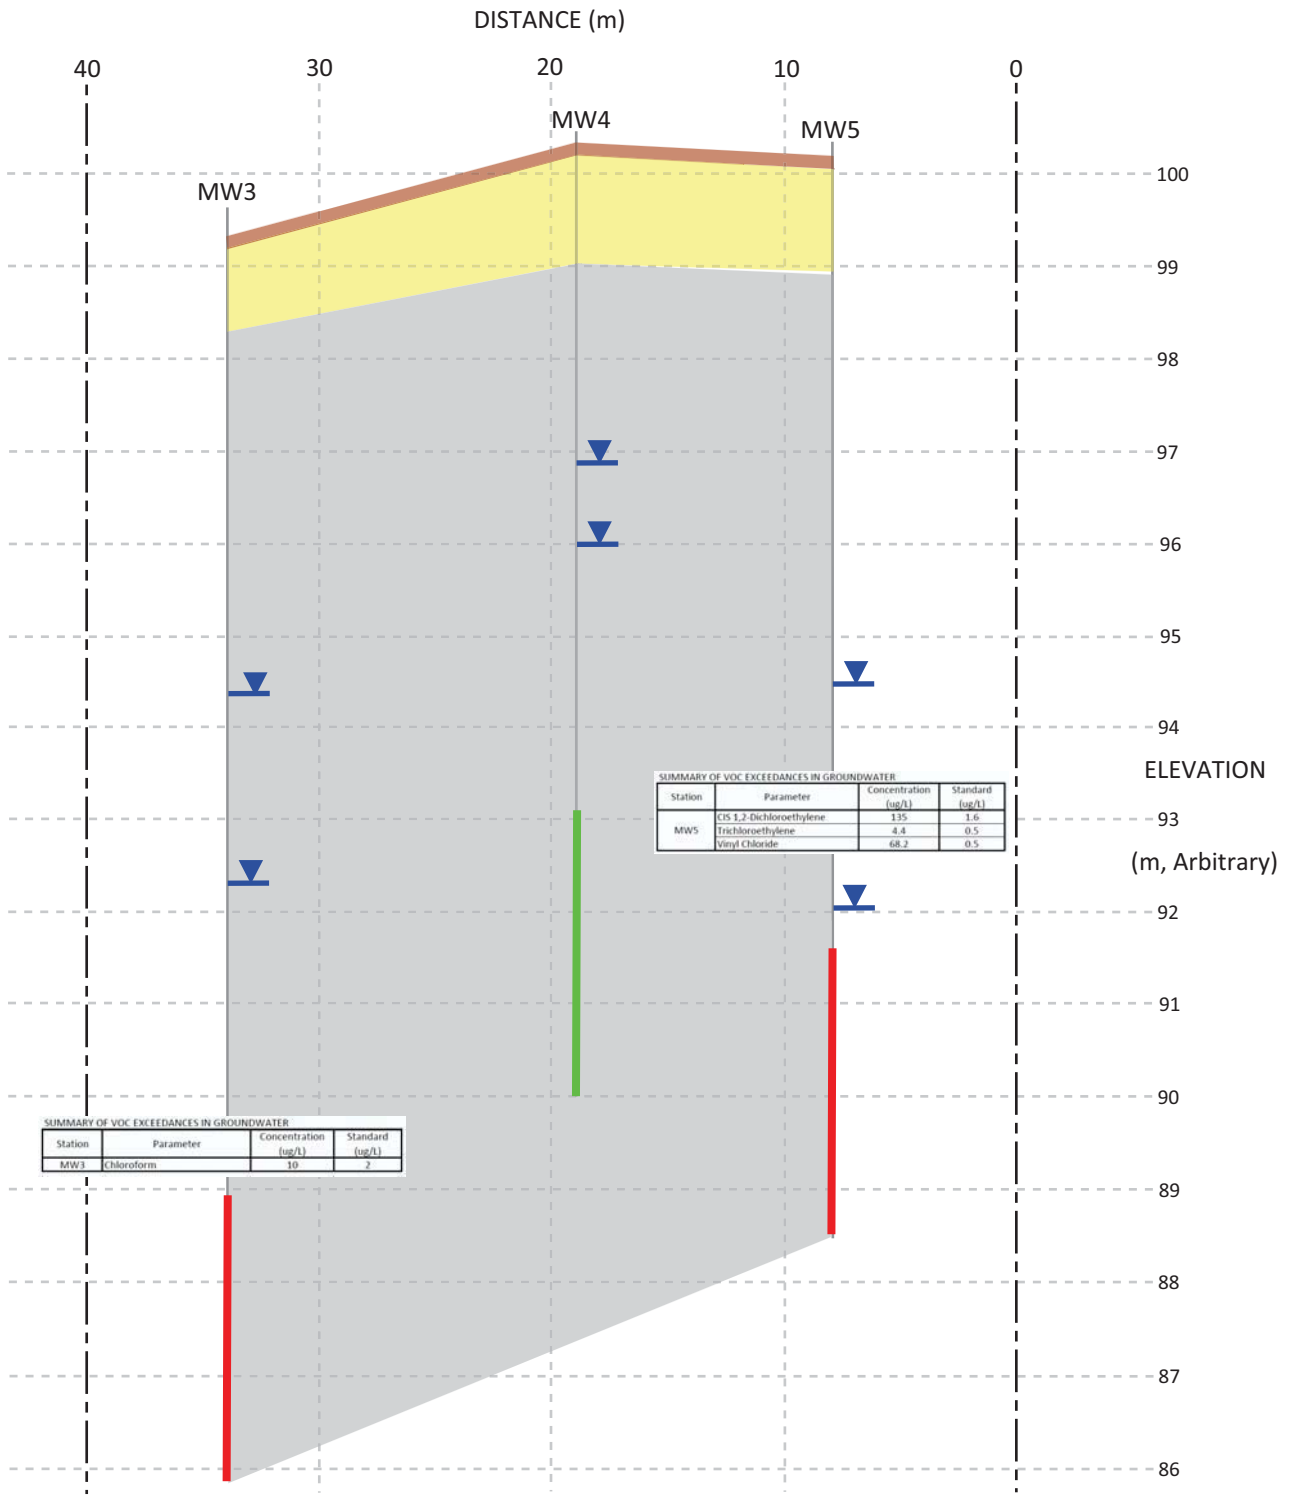 DISTANCE (m)
40 30 20 10 0
MW4
MW5
MW3
100
99
98
97
96
95
94
ELEVATION
SUMMARY OF VOC EXCEEDANCES IN GROUNDWATER
Station Parameter Concentration (ug/L) Standard (ug/L)
MW5 CIS 1,2-Dichloroethylene 135 1.6
Trichloroethylene 4.4 0.5
Vinyl Chloride 68.2 0.5
93
(m, Arbitrary)
92
91
90
SUMMARY OF VOC EXCEEDANCES IN GROUNDWATER
Station Parameter Concentration (ug/L) Standard (ug/L)
MW3 Chloroform 10 2
89
88
87
86